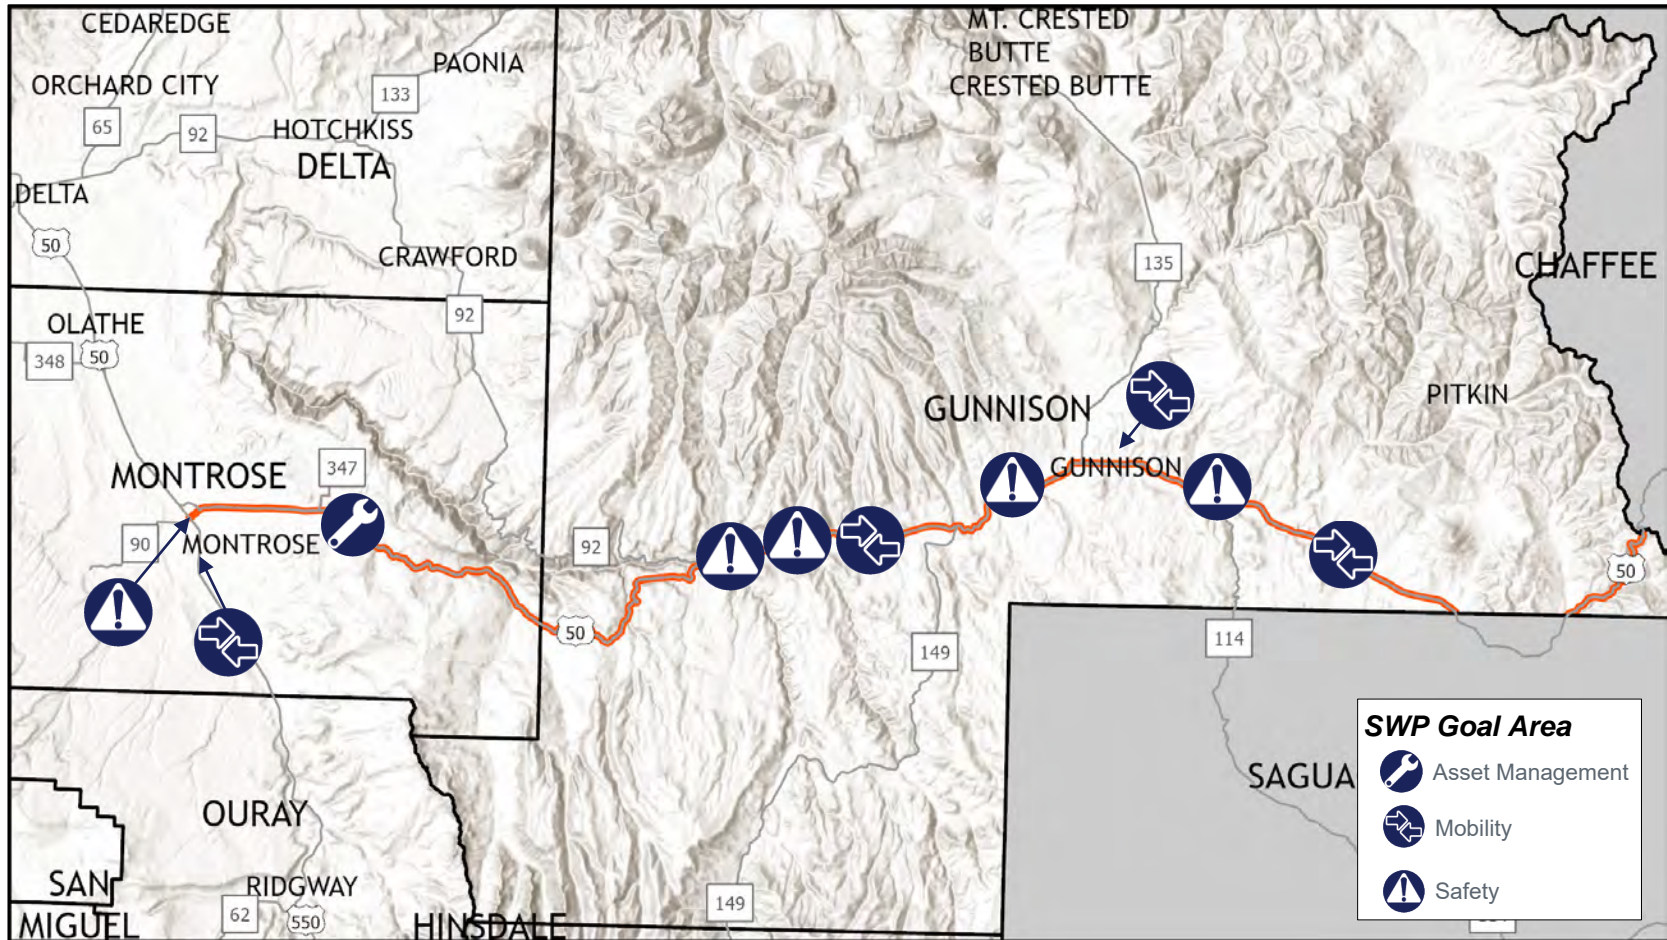 CEDAREDGE
MT. CRESTED
BUTTE
CRESTED BUTTE
PAONIA
ORCHARD CITY
133
65
92
HOTCHKISS
DELTA
DELTA
50
CRAWFORD
135
CHAFFEE
92
OLATHE
348
50
PITKIN
GUNNISON
MONTROSE
347
GUNNISON
90
MONTROSE
92
50
50
149
114
SWP Goal Area
Asset Management
Mobility
Safety
SAGUA
OURAY
SAN
MIGUEL
RIDGWAY
62
550
HINSDALE
149